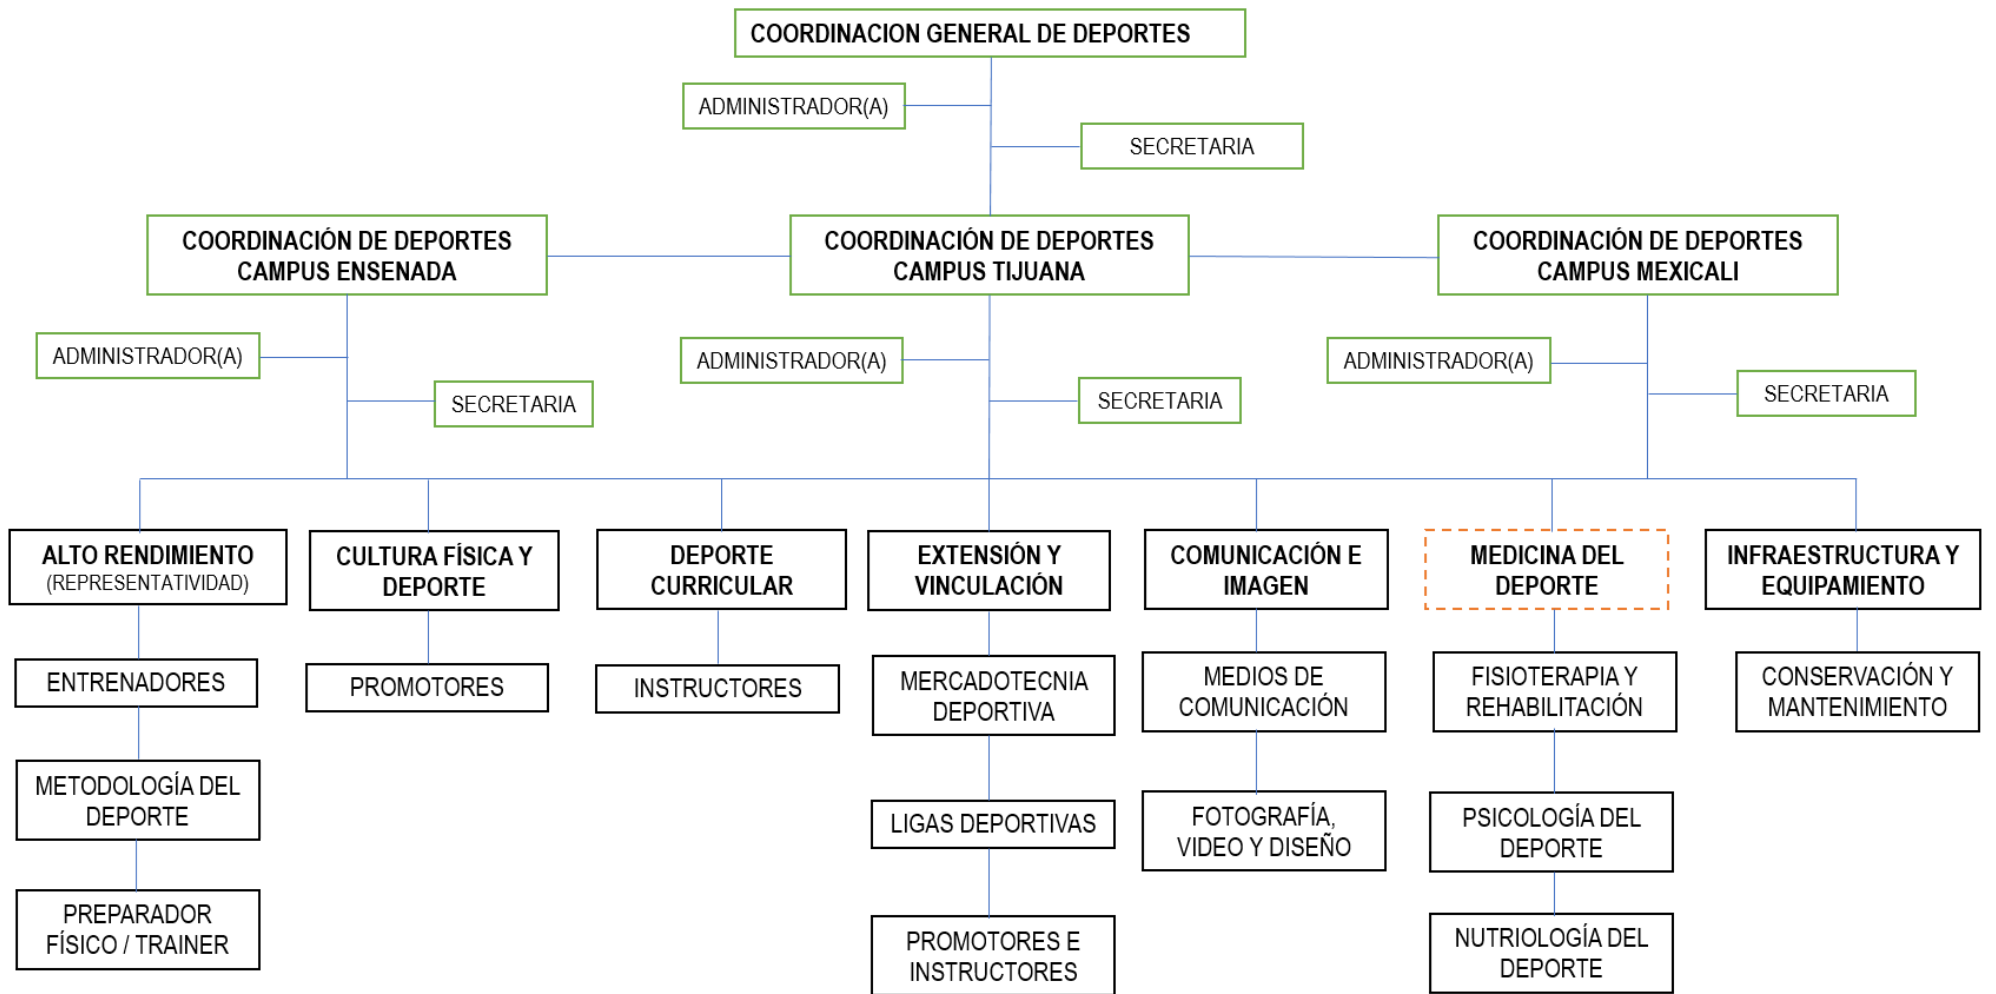 COORDINACION GENERAL DE DEPORTES
ADMINISTRADOR(A)
SECRETARIA
COORDINACIÓN DE DEPORTES
CAMPUS ENSENADA
COORDINACIÓN DE DEPORTES
CAMPUS TIJUANA
COORDINACIÓN DE DEPORTES
CAMPUS MEXICALI
ADMINISTRADOR(A)
SECRETARIA
ADMINISTRADOR(A)
SECRETARIA
ADMINISTRADOR(A)
SECRETARIA
ALTO RENDIMIENTO
(REPRESENTATIVIDAD)
CULTURA FÍSICA Y
DEPORTE
DEPORTE
CURRICULAR
EXTENSIÓN Y
VINCULACIÓN
COMUNICACIÓN E
IMAGEN
MEDICINA DEL
DEPORTE
INFRAESTRUCTURA Y
EQUIPAMIENTO
ENTRENADORES
PROMOTORES
INSTRUCTORES
MERCADOTECNIA
DEPORTIVA
MEDIOS DE
COMUNICACIÓN
FISIOTERAPIA Y
REHABILITACIÓN
CONSERVACIÓN Y
MANTENIMIENTO
METODOLOGÍA DEL
DEPORTE
LIGAS DEPORTIVAS
FOTOGRAFÍA,
VIDEO Y DISEÑO
PSICOLOGÍA DEL
DEPORTE
PREPARADOR
FÍSICO / TRAINER
PROMOTORES E
INSTRUCTORES
NUTRIOLOGÍA DEL
DEPORTE